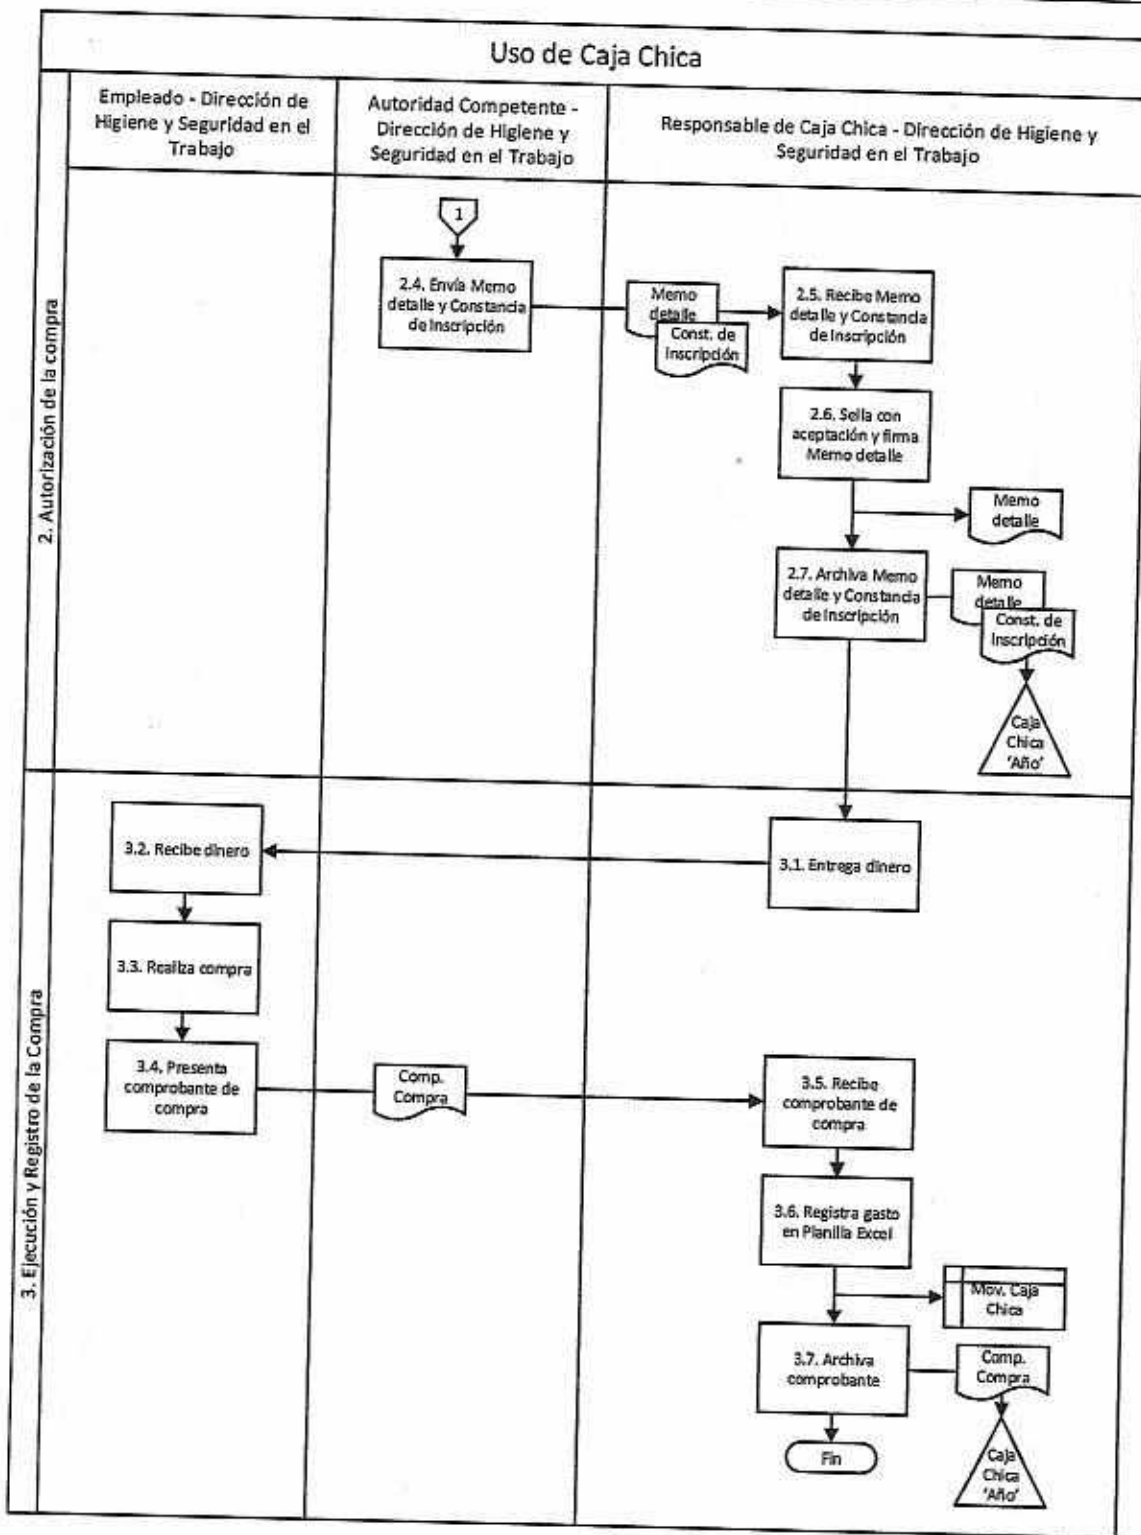 Uso de Caja Chica
Empleado - Dirección de
Higiene y Seguridad en el
Trabajo
Autoridad Competente -
Dirección de Higiene y
Seguridad en el Trabajo
Responsable de Caja Chica - Dirección de Higiene y
Seguridad en el Trabajo
2. Autorización de la compra
1
2.4. Envía Memo
detalle y Constancia
de Inscripción
Memo
detalle
Const. de
Inscripción
2.5. Recibe Memo
detalle y Constancia
de Inscripción
2.6. Sella con
aceptación y firma
Memo detalle
Memo
detalle
2.7. Archiva Memo
detalle y Constancia
de Inscripción
Memo
detalle
Const. de
Inscripción
Caja
Chica
'Año'
3. Ejecución y Registro de la Compra
3.1. Entrega dinero
3.2. Recibe dinero
3.3. Realiza compra
3.4. Presenta
comprobante de
compra
Comp.
Compra
3.5. Recibe
comprobante de
compra
3.6. Registra gasto
en Planilla Excel
Mov. Caja
Chica
3.7. Archiva
comprobante
Comp.
Compra
Fin
Caja
Chica
'Año'